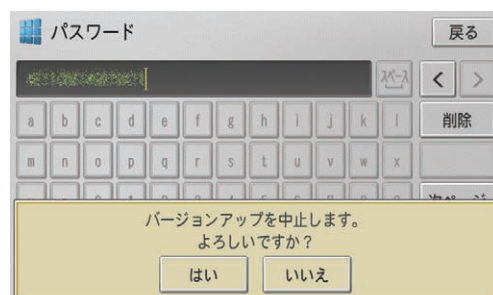 パスワード
戻る
スペース
< >
a b c d e f g h i j k l
削除
m n o p q r s t u v w x
バージョンアップを中止します。
よろしいですか?
はい
いいえ